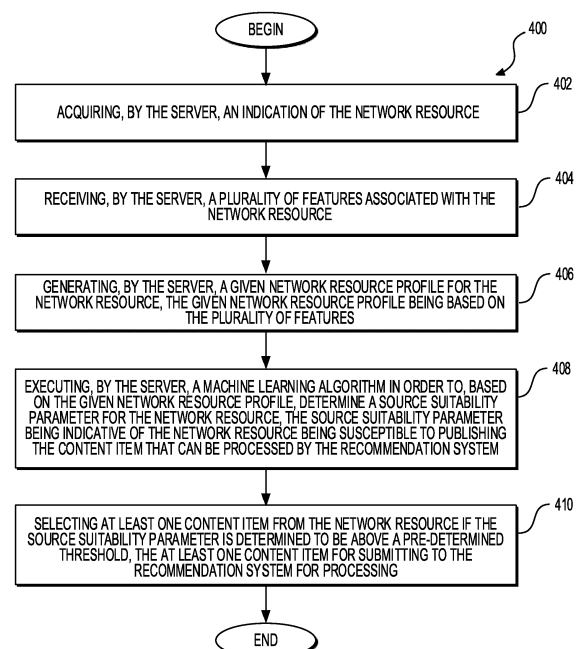 BEGIN
400
402
ACQUIRING, BY THE SERVER, AN INDICATION OF THE NETWORK RESOURCE
404
RECEIVING, BY THE SERVER, A PLURALITY OF FEATURES ASSOCIATED WITH THE
NETWORK RESOURCE
406
GENERATING, BY THE SERVER, A GIVEN NETWORK RESOURCE PROFILE FOR THE
NETWORK RESOURCE, THE GIVEN NETWORK RESOURCE PROFILE BEING BASED ON
THE PLURALITY OF FEATURES
408
EXECUTING, BY THE SERVER, A MACHINE LEARNING ALGORITHM IN ORDER TO, BASED
ON THE GIVEN NETWORK RESOURCE PROFILE, DETERMINE A SOURCE SUITABILITY
PARAMETER FOR THE NETWORK RESOURCE, THE SOURCE SUITABILITY PARAMETER
BEING INDICATIVE OF THE NETWORK RESOURCE BEING SUSCEPTIBLE TO PUBLISHING
THE CONTENT ITEM THAT CAN BE PROCESSED BY THE RECOMMENDATION SYSTEM
410
SELECTING AT LEAST ONE CONTENT ITEM FROM THE NETWORK RESOURCE IF THE
SOURCE SUITABILITY PARAMETER IS DETERMINED TO BE ABOVE A PRE-DETERMINED
THRESHOLD, THE AT LEAST ONE CONTENT ITEM FOR SUBMITTING TO THE
RECOMMENDATION SYSTEM FOR PROCESSING
END